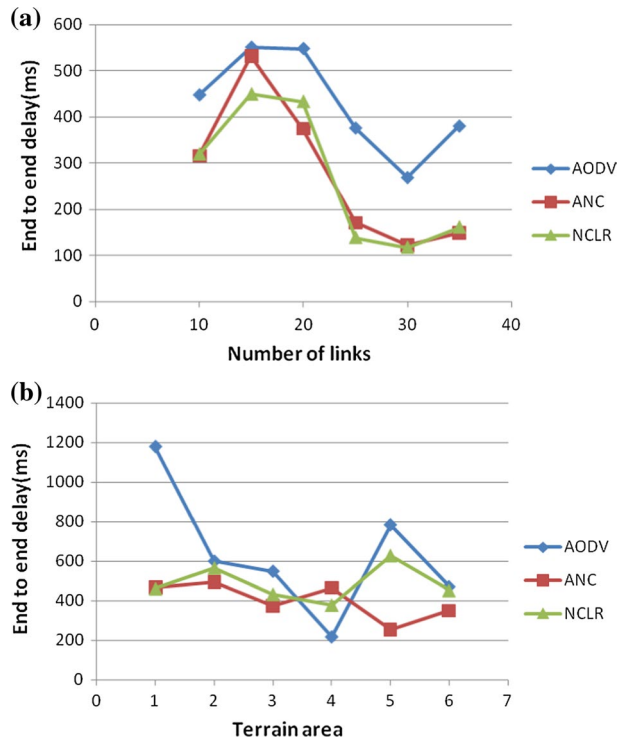 (a)
End to end delay(ms)
600
500
400
300
200
100
0
0 10 20 30 40
Number of links
AODV
ANC
NCLR
(b)
End to end delay(ms)
1400
1200
1000
800
600
400
200
0
0 1 2 3 4 5 6 7
Terrain area
AODV
ANC
NCLR